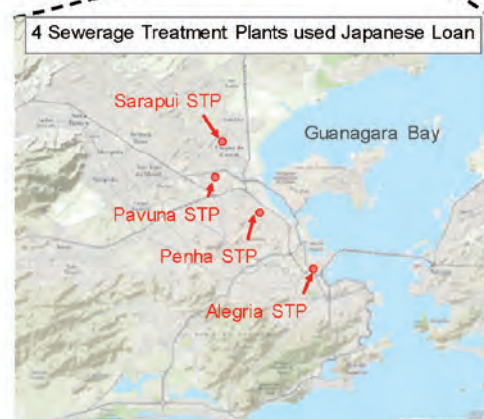 4 Sewerage Treatment Plants used Japanese Loan
Sarapui STP
Guanagara Bay
Pavuna STP
Penha STP
Alegria STP